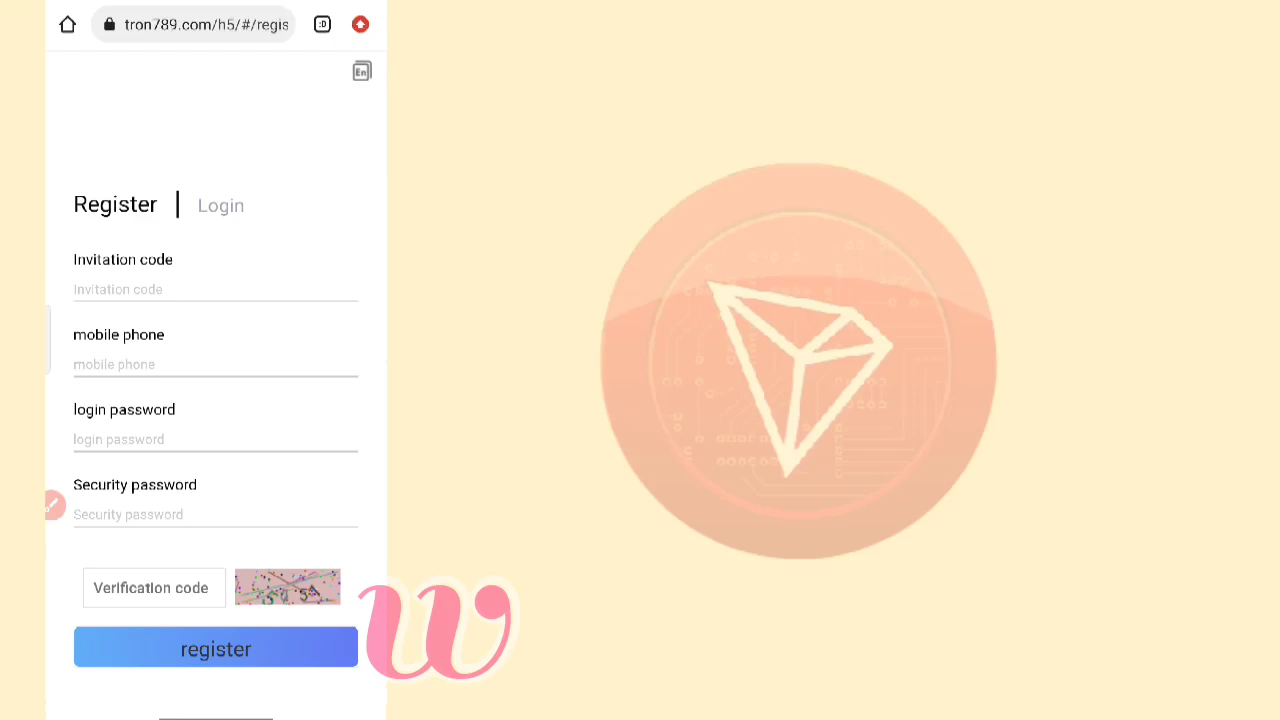 tron789.com/h5/#/regis
:D
En
Register | Login
Invitation code
Invitation code
mobile phone
mobile phone
login password
login password
Security password
Security password
Verification code
register
w